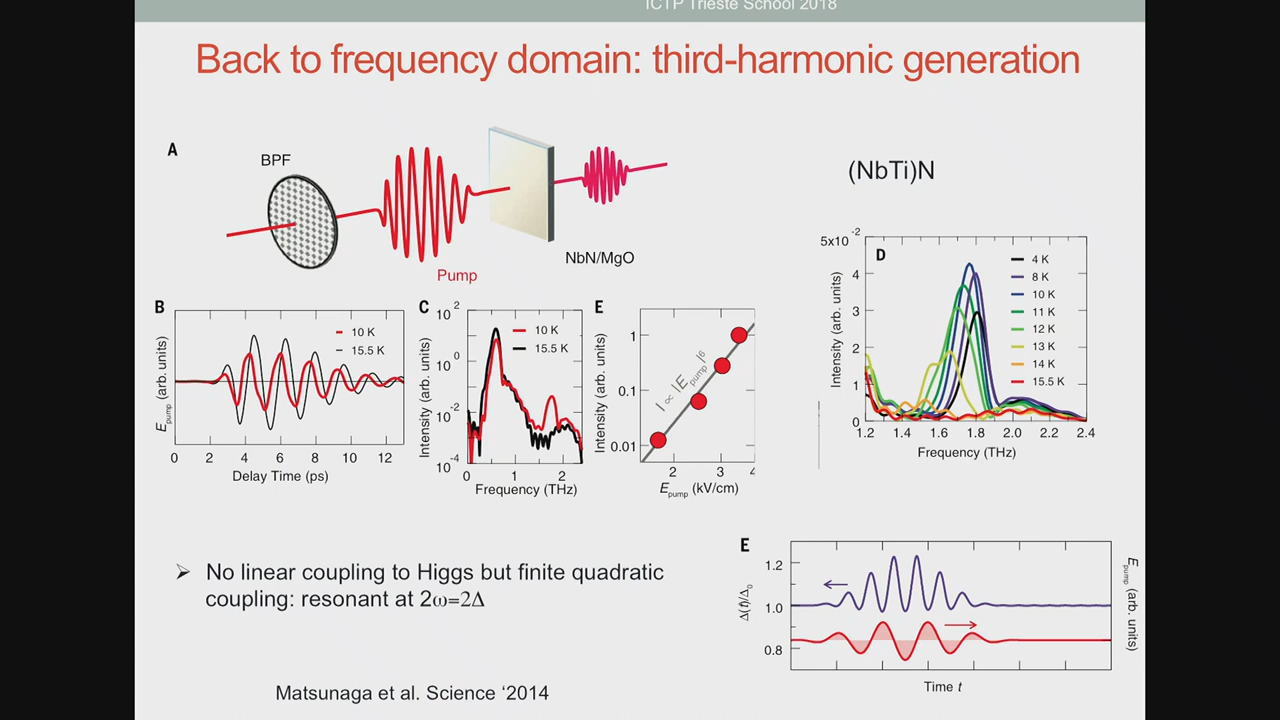 ICTP Trieste School 2018
Back to frequency domain: third-harmonic generation
A
BPF
Pump
NbN/MgO
(NbTi)N
B
10 K
15.5 K
E pump (arb. units)
0 2 4 6 8 10 12
Delay Time (ps)
C
10 2
10 0
10 -2
10 -4
10 K
15.5 K
Intensity (arb. units)
0 1 2
Frequency (THz)
E
1
0.1
0.01
I ∝ |E pump|6
Intensity (arb. units)
2 3 4
E pump (kV/cm)
D
5x10 -2
4
3
2
1
0
4 K
8 K
10 K
11 K
12 K
13 K
14 K
15.5 K
Intensity (arb. units)
1.2 1.4 1.6 1.8 2.0 2.2 2.4
Frequency (THz)
➢ No linear coupling to Higgs but finite quadratic
coupling: resonant at 2ω=2Δ
E
1.2
1.0
0.8
Δ(t)/Δ0
E pump (arb. units)
Time t
Matsunaga et al. Science ‘2014